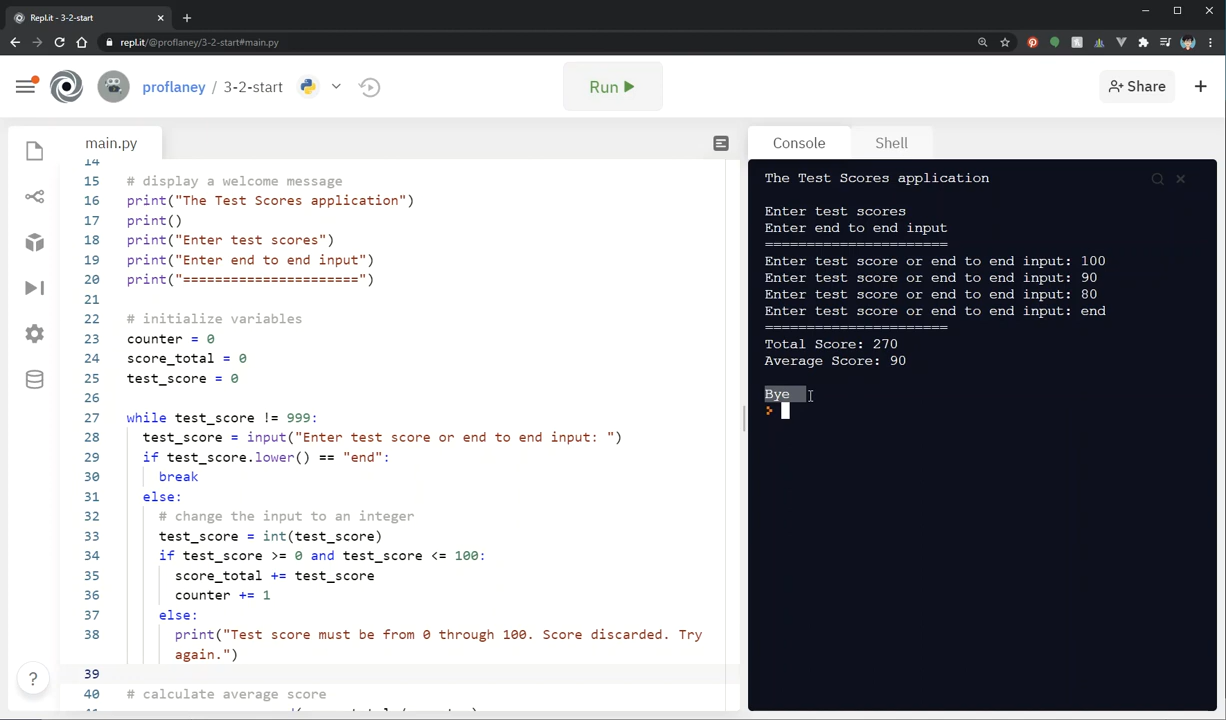 Repl.it - 3-2-start
repl.it/@proflaney/3-2-start#main.py
proflaney / 3-2-start
Run
Share
main.py
14
15 # display a welcome message
16 print("The Test Scores application")
17 print()
18 print("Enter test scores")
19 print("Enter end to end input")
20 print("======================")
21
22 # initialize variables
23 counter = 0
24 score_total = 0
25 test_score = 0
26
27 while test_score != 999:
28 test_score = input("Enter test score or end to end input: ")
29 if test_score.lower() == "end":
30 break
31 else:
32 # change the input to an integer
33 test_score = int(test_score)
34 if test_score >= 0 and test_score <= 100:
35 score_total += test_score
36 counter += 1
37 else:
38 print("Test score must be from 0 through 100. Score discarded. Try
again.")
39
40 # calculate average score
?
Console Shell
The Test Scores application
Enter test scores
Enter end to end input
======================
Enter test score or end to end input: 100
Enter test score or end to end input: 90
Enter test score or end to end input: 80
Enter test score or end to end input: end
======================
Total Score: 270
Average Score: 90
Bye